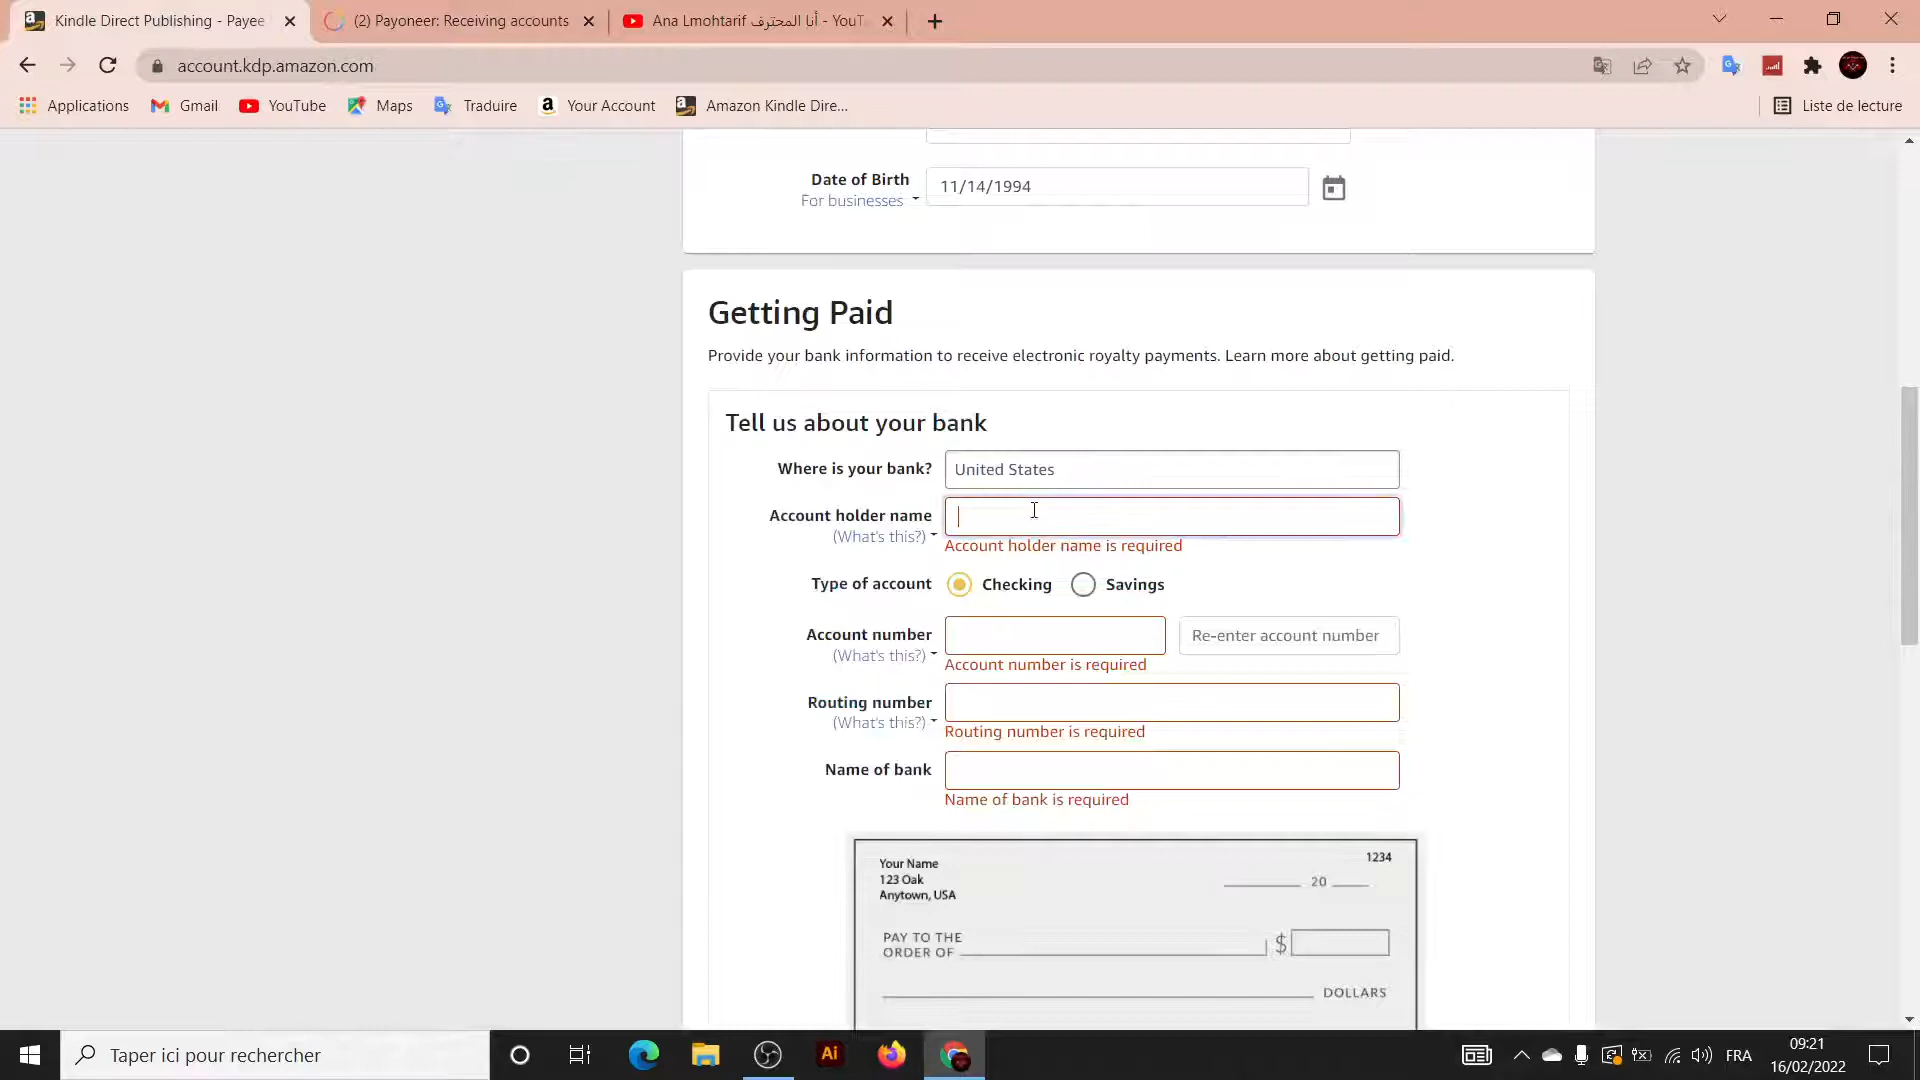 Kindle Direct Publishing - Payee
(2) Payoneer: Receiving accounts
Ana Lmohtarif أنا المحترف - YouT
account.kdp.amazon.com
Applications
Gmail
YouTube
Maps
Traduire
Your Account
Amazon Kindle Dire...
Liste de lecture
Date of Birth
For businesses
11/14/1994
Getting Paid
Provide your bank information to receive electronic royalty payments. Learn more about getting paid.
Tell us about your bank
Where is your bank?
United States
Account holder name
(What's this?)
Account holder name is required
Type of account
Checking
Savings
Account number
(What's this?)
Re-enter account number
Account number is required
Routing number
(What's this?)
Routing number is required
Name of bank
Name of bank is required
Your Name
123 Oak
Anytown, USA
1234
20
PAY TO THE
ORDER OF
$
DOLLARS
Taper ici pour rechercher
Ai
FRA
09:21
16/02/2022